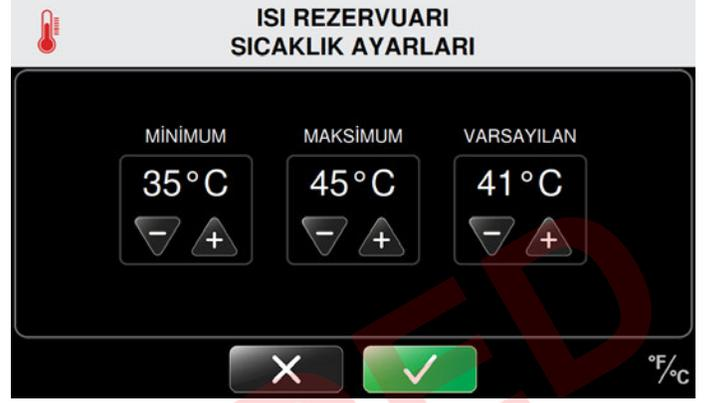 ISI REZERVUARI
SICAKLIK AYARLARI
MİNİMUM MAKSİMUM VARSAYILAN
35°C 45°C 41°C
− + − + − +
°F/°C